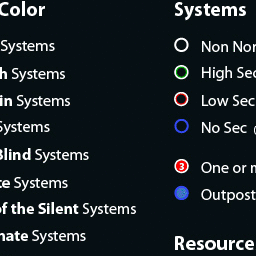 Color
Systems
h Systems
in Systems
Systems
Blind Systems
te Systems
of the Silent Systems
nate Systems
Systems
Non Nor
High Sec
Low Sec
No Sec (
3 One or m
Outpost
Resource